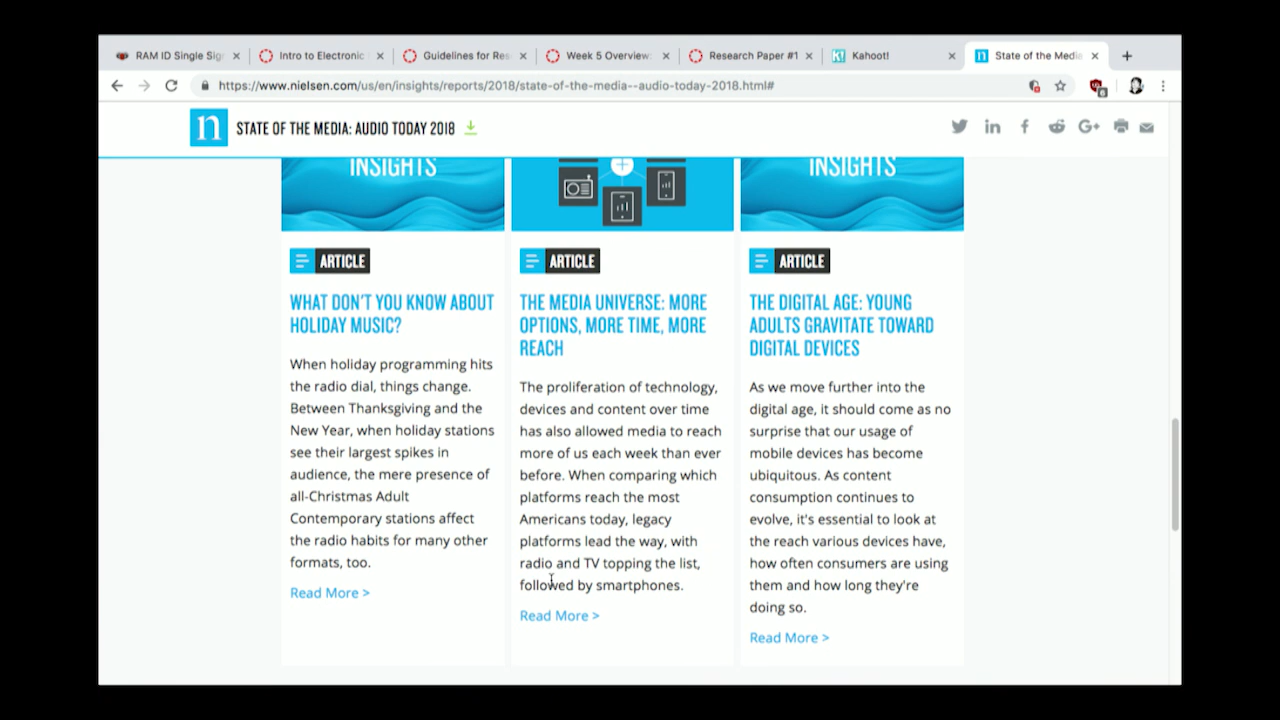 RAM ID Single Sig
Intro to Electronic
Guidelines for Res
Week 5 Overview:
Research Paper #1
K!
Kahoot!
n
State of the Media
https://www.nielsen.com/us/en/insights/reports/2018/state-of-the-media--audio-today-2018.html#
n
STATE OF THE MEDIA: AUDIO TODAY 2018
G+
INSIGHTS
ARTICLE
WHAT DON'T YOU KNOW ABOUT
HOLIDAY MUSIC?
When holiday programming hits
the radio dial, things change.
Between Thanksgiving and the
New Year, when holiday stations
see their largest spikes in
audience, the mere presence of
all-Christmas Adult
Contemporary stations affect
the radio habits for many other
formats, too.
Read More >
ARTICLE
THE MEDIA UNIVERSE: MORE
OPTIONS, MORE TIME, MORE
REACH
The proliferation of technology,
devices and content over time
has also allowed media to reach
more of us each week than ever
before. When comparing which
platforms reach the most
Americans today, legacy
platforms lead the way, with
radio and TV topping the list,
followed by smartphones.
Read More >
INSIGHTS
ARTICLE
THE DIGITAL AGE: YOUNG
ADULTS GRAVITATE TOWARD
DIGITAL DEVICES
As we move further into the
digital age, it should come as no
surprise that our usage of
mobile devices has become
ubiquitous. As content
consumption continues to
evolve, it's essential to look at
the reach various devices have,
how often consumers are using
them and how long they're
doing so.
Read More >